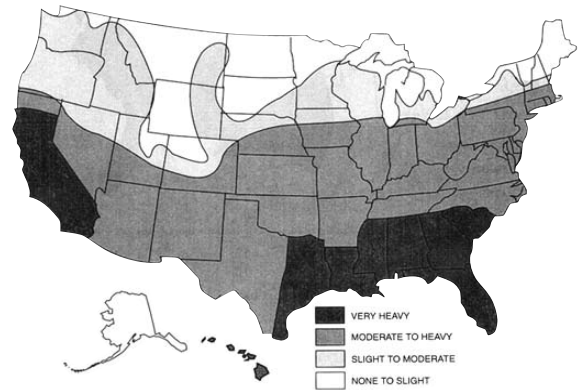 VERY HEAVY
MODERATE TO HEAVY
SLIGHT TO MODERATE
NONE TO SLIGHT